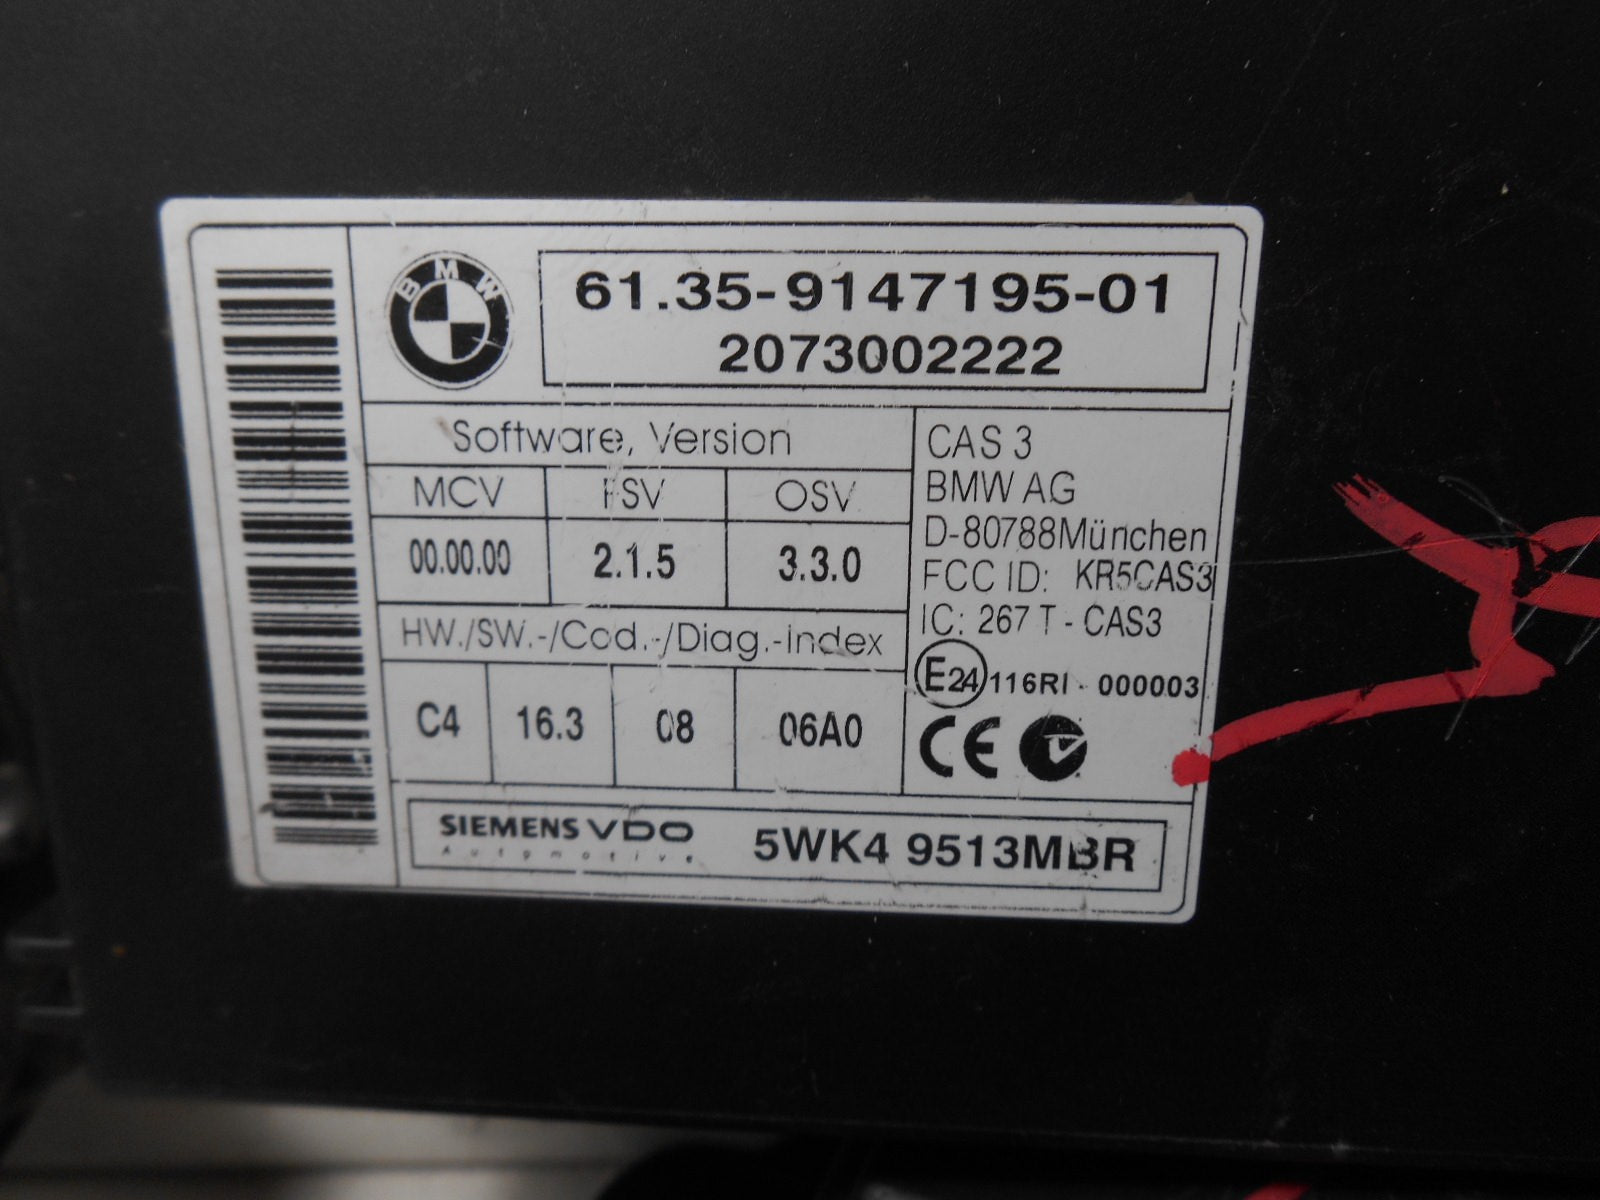 BMW
61.35-9147195-01
2073002222
Software, Version
MCV FSV OSV
00.00.00 2.1.5 3.3.0
HW./SW.-/Cod.-/Diag.-Index
C4 16.3 08 06A0
CAS 3
BMW AG
D-80788München
FCC ID: KR5CAS3
IC: 267 T - CAS3
E24 116RI - 000003
CE
SIEMENS VDO
Automotive
5WK4 9513MBR